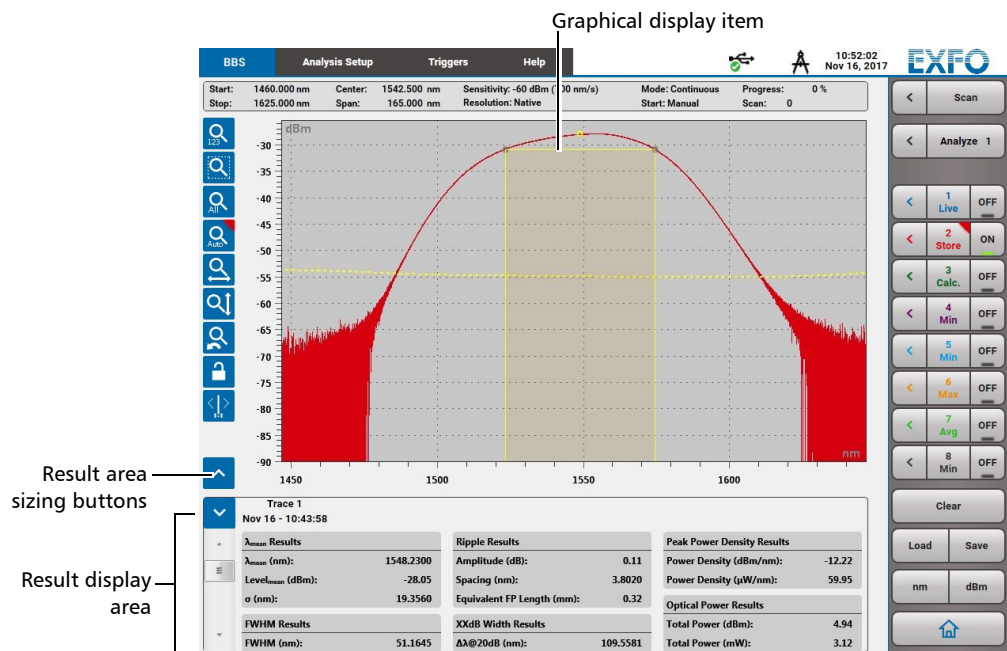 Graphical display item
BBS Analysis Setup Triggers Help
10:52:02
Nov 16, 2017
EXFO
Start: 1460.000 nm Center: 1542.500 nm Sensitivity: -60 dBm (100 nm/s) Mode: Continuous Progress: 0 %
Stop: 1625.000 nm Span: 165.000 nm Resolution: Native Start: Manual Scan: 0
Scan
Analyze 1
123
All
Auto
dBm
-30
-35
-40
-45
-50
-55
-60
-65
-70
-75
-80
-85
-90
nm
1450 1500 1550 1600
1
Live OFF
2
Store ON
3
Calc. OFF
4
Min OFF
5
Min OFF
6
Max OFF
7
Avg OFF
8
Min OFF
Clear
Load Save
nm dBm
Result area
sizing buttons
Result display
area
Trace 1
Nov 16 - 10:43:58
λmean Results
λmean (nm): 1548.2300
Levelmean (dBm): -28.05
σ (nm): 19.3560
FWHM Results
FWHM (nm): 51.1645
Ripple Results
Amplitude (dB): 0.11
Spacing (nm): 3.8020
Equivalent FP Length (mm): 0.32
XXdB Width Results
Δλ@20dB (nm): 109.5581
Peak Power Density Results
Power Density (dBm/nm): -12.22
Power Density (µW/nm): 59.95
Optical Power Results
Total Power (dBm): 4.94
Total Power (mW): 3.12